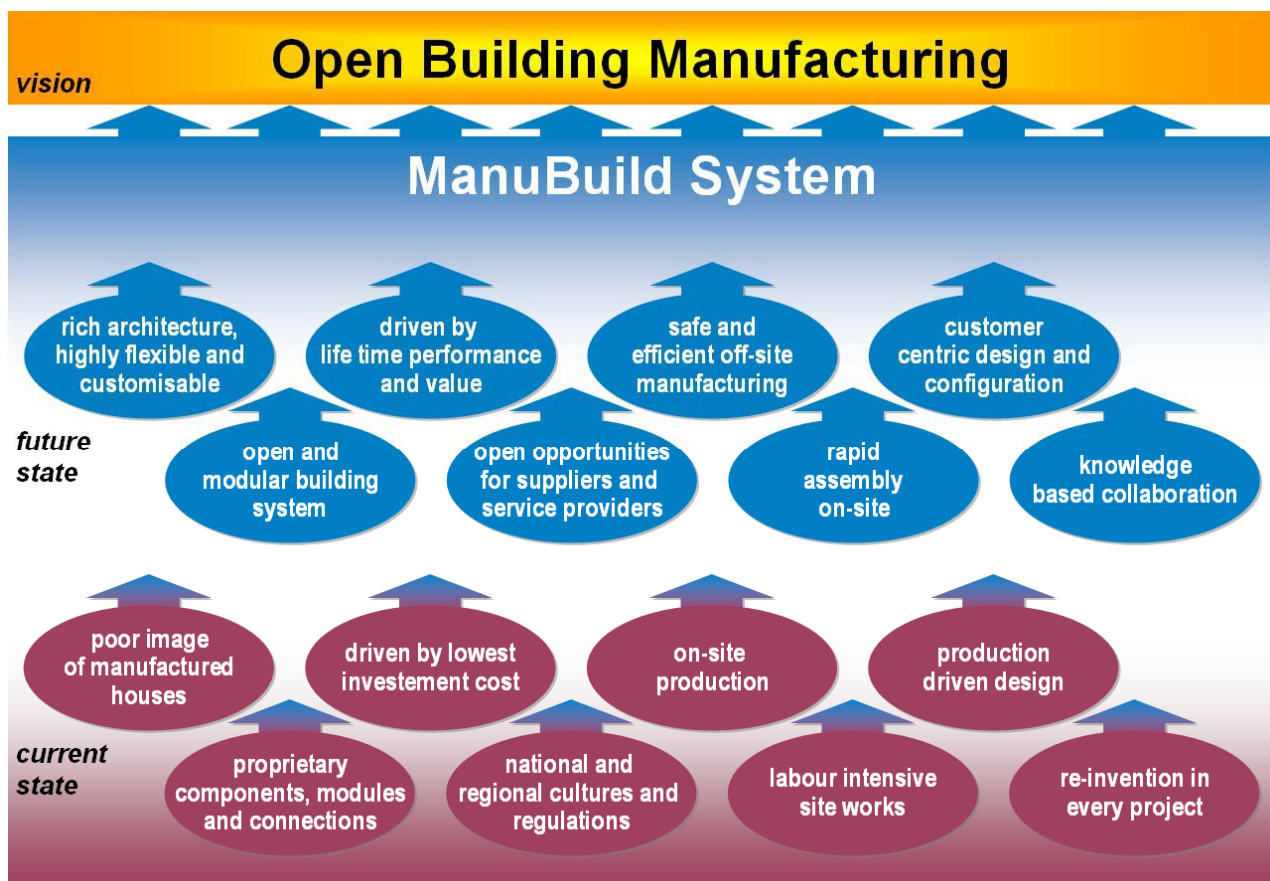 Open Building Manufacturing
vision
ManuBuild System
rich architecture,
highly flexible and
customisable
driven by
life time performance
and value
safe and
efficient off-site
manufacturing
customer
centric design and
configuration
future
state
open and
modular building
system
open opportunities
for suppliers and
service providers
rapid
assembly
on-site
knowledge
based collaboration
poor image
of manufactured
houses
driven by lowest
investement cost
on-site
production
production
driven design
current
state
proprietary
components, modules
and connections
national and
regional cultures and
regulations
labour intensive
site works
re-invention in
every project